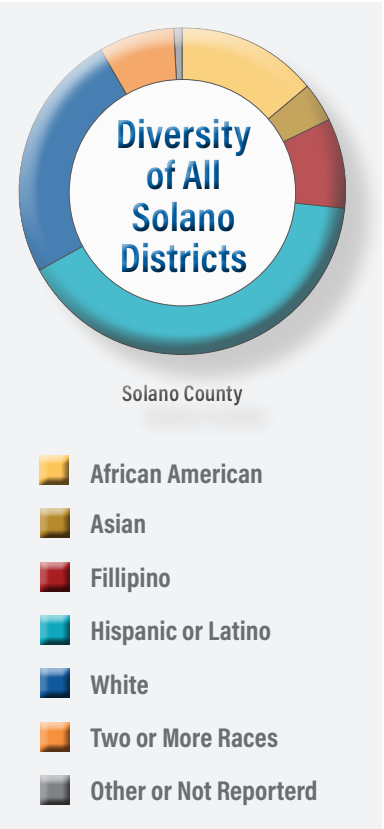 Diversity
of All
Solano
Districts
Solano County
African American
Asian
Fillipino
Hispanic or Latino
White
Two or More Races
Other or Not Reporterd